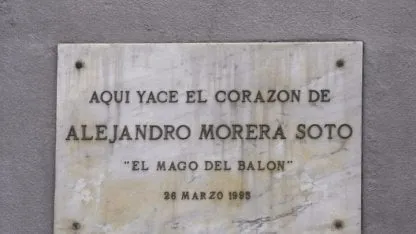 AQUI YACE EL CORAZON DE
ALEJANDRO MORERA SOTO
"EL MAGO DEL BALON"
26 MARZO 1995